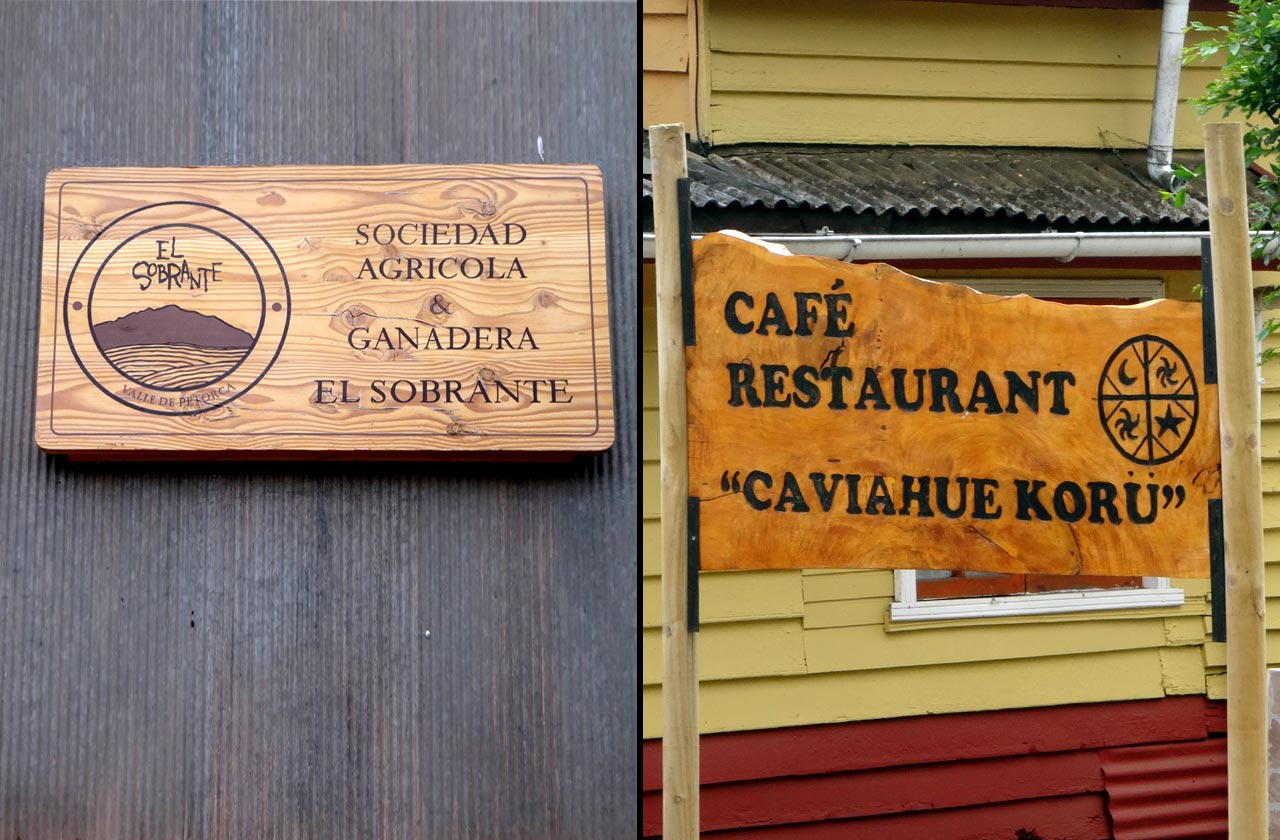 EL
SOBRANTE
VALLE DE PETORCA
SOCIEDAD
AGRICOLA
&
GANADERA
EL SOBRANTE
CAFÉ
RESTAURANT
“CAVIAHUE KORÜ”